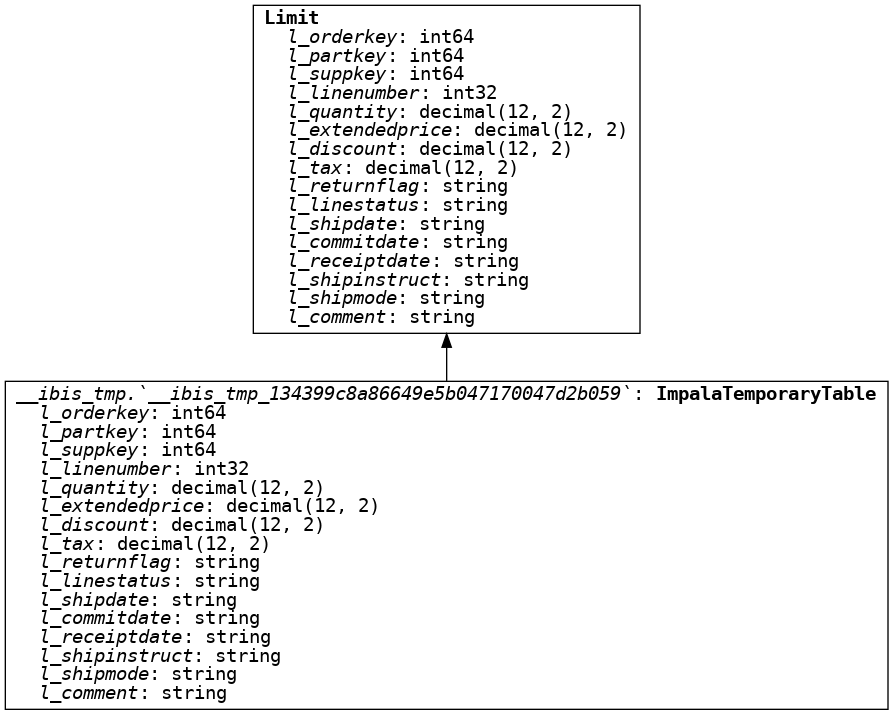 Limit
l_orderkey: int64
l_partkey: int64
l_suppkey: int64
l_linenumber: int32
l_quantity: decimal(12, 2)
l_extendedprice: decimal(12, 2)
l_discount: decimal(12, 2)
l_tax: decimal(12, 2)
l_returnflag: string
l_linestatus: string
l_shipdate: string
l_commitdate: string
l_receiptdate: string
l_shipinstruct: string
l_shipmode: string
l_comment: string
__ibis_tmp.`__ibis_tmp_134399c8a86649e5b047170047d2b059`: ImpalaTemporaryTable
l_orderkey: int64
l_partkey: int64
l_suppkey: int64
l_linenumber: int32
l_quantity: decimal(12, 2)
l_extendedprice: decimal(12, 2)
l_discount: decimal(12, 2)
l_tax: decimal(12, 2)
l_returnflag: string
l_linestatus: string
l_shipdate: string
l_commitdate: string
l_receiptdate: string
l_shipinstruct: string
l_shipmode: string
l_comment: string